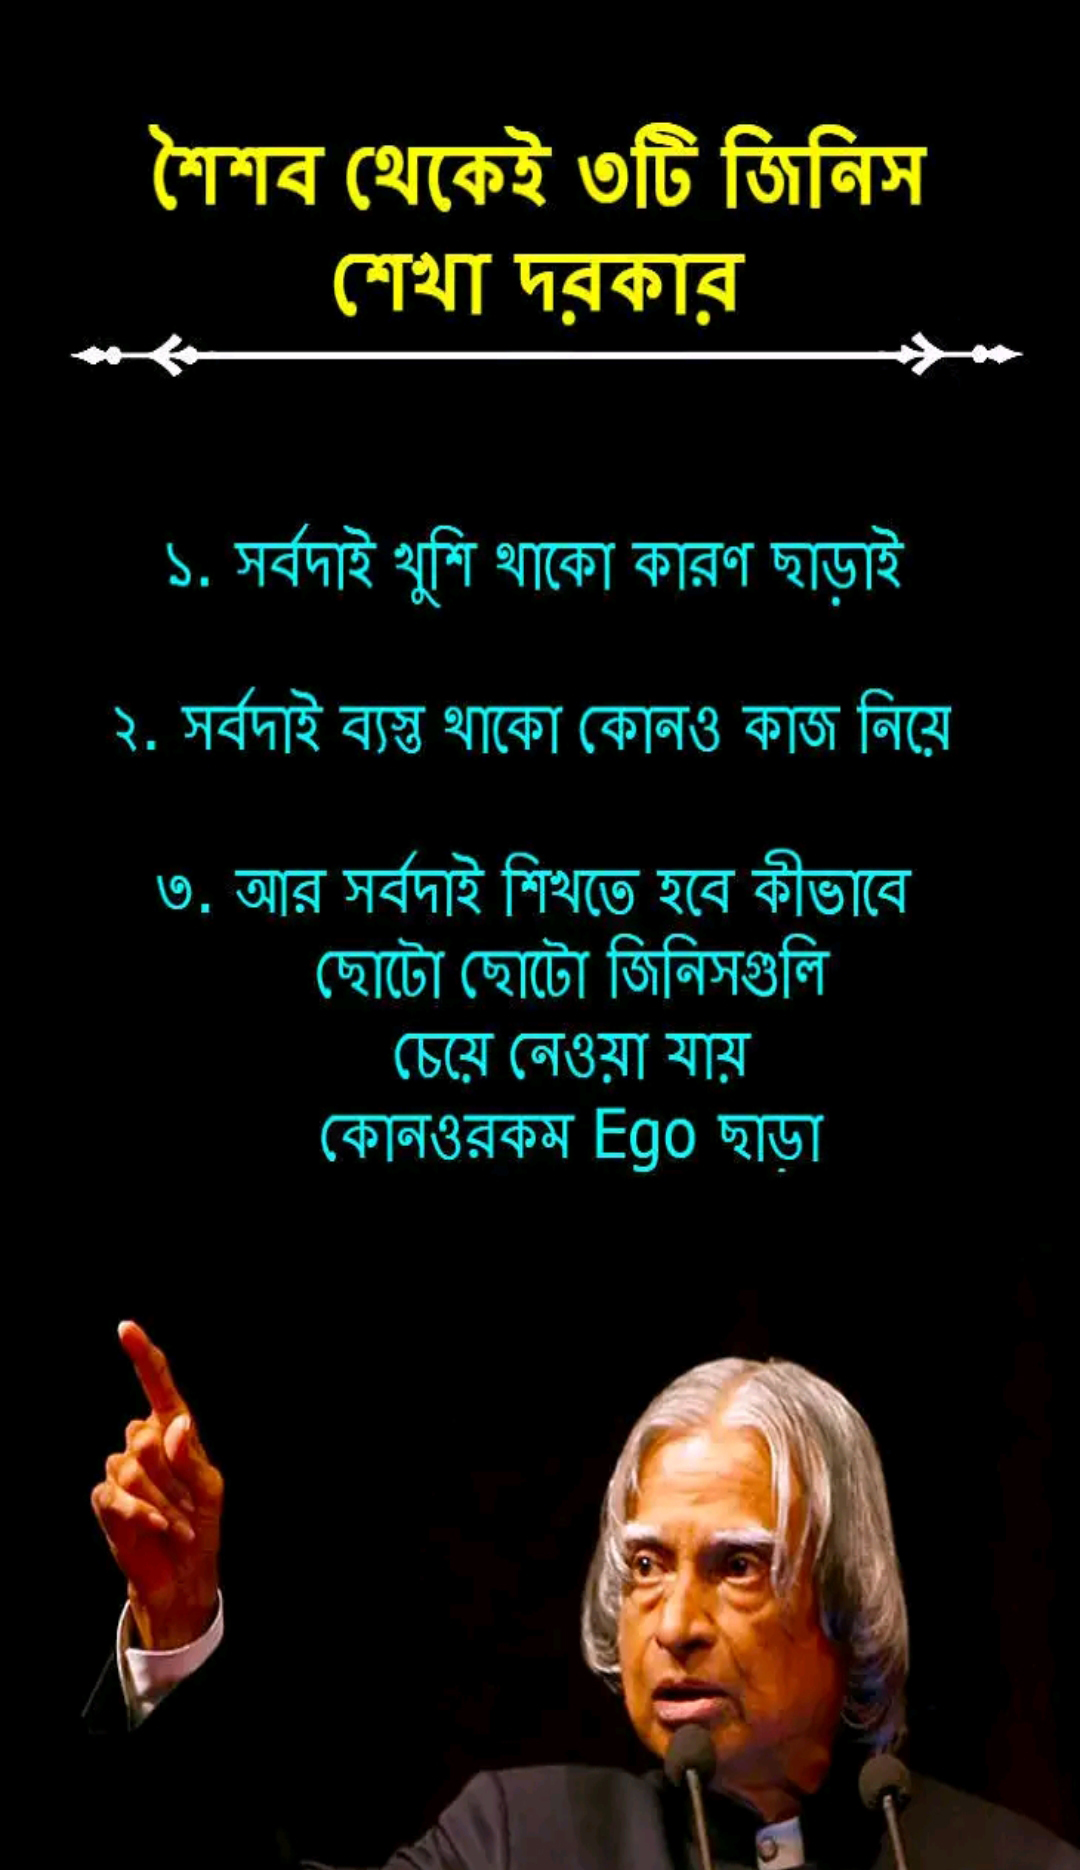 শৈশব থেকেই ৩টি জিনিস
শেখা দরকার
১. সর্বদাই খুশি থাকো কারণ ছাড়াই
২. সর্বদাই ব্যস্ত থাকো কোনও কাজ নিয়ে
৩. আর সর্বদাই শিখতে হবে কীভাবে
ছোটো ছোটো জিনিসগুলি
চেয়ে নেওয়া যায়
কোনওরকম Ego ছাড়া